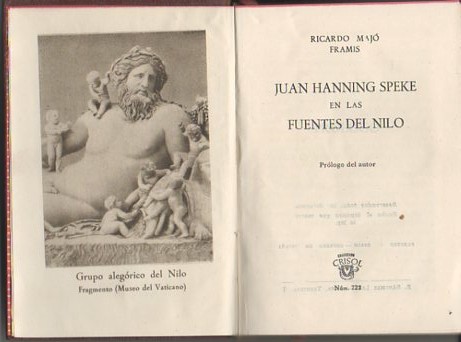 Grupo alegórico del Nilo
Fragmento (Museo del Vaticano)
RICARDO MAJÓ
FRAMIS
JUAN HANNING SPEKE
EN LAS
FUENTES DEL NILO
Prólogo del autor
COLECCIÓN
CRISOL
Núm. 222